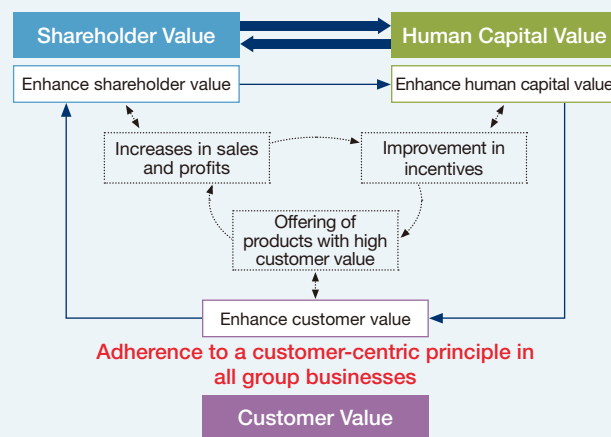 Shareholder Value
Human Capital Value
Enhance shareholder value
Enhance human capital value
Increases in sales
and profits
Improvement in
incentives
Offering of
products with high
customer value
Enhance customer value
Adherence to a customer-centric principle in
all group businesses
Customer Value